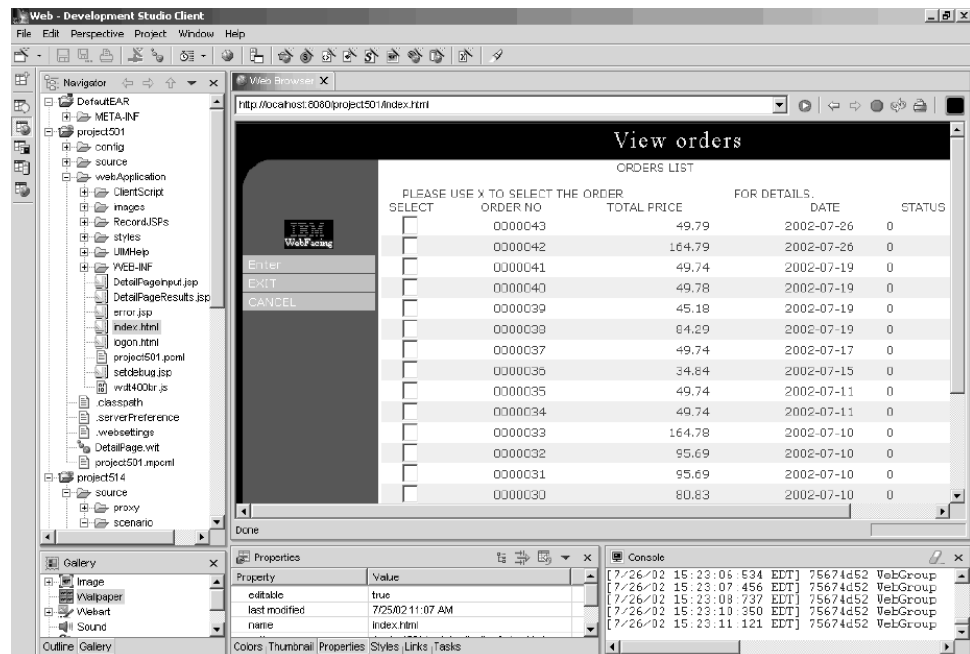 Web - Development Studio Client
File Edit Perspective Project Window Help
Navigator
DefaultEAR
META-INF
project501
config
source
webApplication
ClientScript
images
RecordJSPs
styles
UIMHelp
WEB-INF
DetailPageInput.jsp
DetailPageResults.jsp
error.jsp
index.html
logon.html
project501.pcml
setdebug.jsp
wdt400br.js
.classpath
.serverPreference
.websettings
DetailPage.wit
project501.mpcml
project514
source
proxy
scenario
Gallery
Image
Wallpaper
Webart
Sound
Outline Gallery
Web Browser
http://localhost:8080/project501/index.html
View orders
IBM
WebFacing
Enter
EXIT
CANCEL
ORDERS LIST
PLEASE USE X TO SELECT THE ORDER FOR DETAILS.
SELECT ORDER NO TOTAL PRICE DATE STATUS
0000043 49.79 2002-07-26 0
0000042 164.79 2002-07-26 0
0000041 49.74 2002-07-19 0
0000040 49.78 2002-07-19 0
0000039 45.18 2002-07-19 0
0000038 84.29 2002-07-19 0
0000037 49.74 2002-07-17 0
0000036 34.84 2002-07-15 0
0000035 49.74 2002-07-11 0
0000034 49.74 2002-07-11 0
0000033 164.78 2002-07-10 0
0000032 95.69 2002-07-10 0
0000031 95.69 2002-07-10 0
0000030 80.83 2002-07-10 0
Done
Properties
Property Value
editable true
last modified 7/25/02 11:07 AM
name index.html
Colors Thumbnail Properties Styles Links Tasks
Console
[7/26/02 15:23:06:534 EDT] 75674d52 WebGroup
[7/26/02 15:23:07:456 EDT] 75674d52 WebGroup
[7/26/02 15:23:08:737 EDT] 75674d52 WebGroup
[7/26/02 15:23:10:350 EDT] 75674d52 WebGroup
[7/26/02 15:23:11:121 EDT] 75674d52 WebGroup